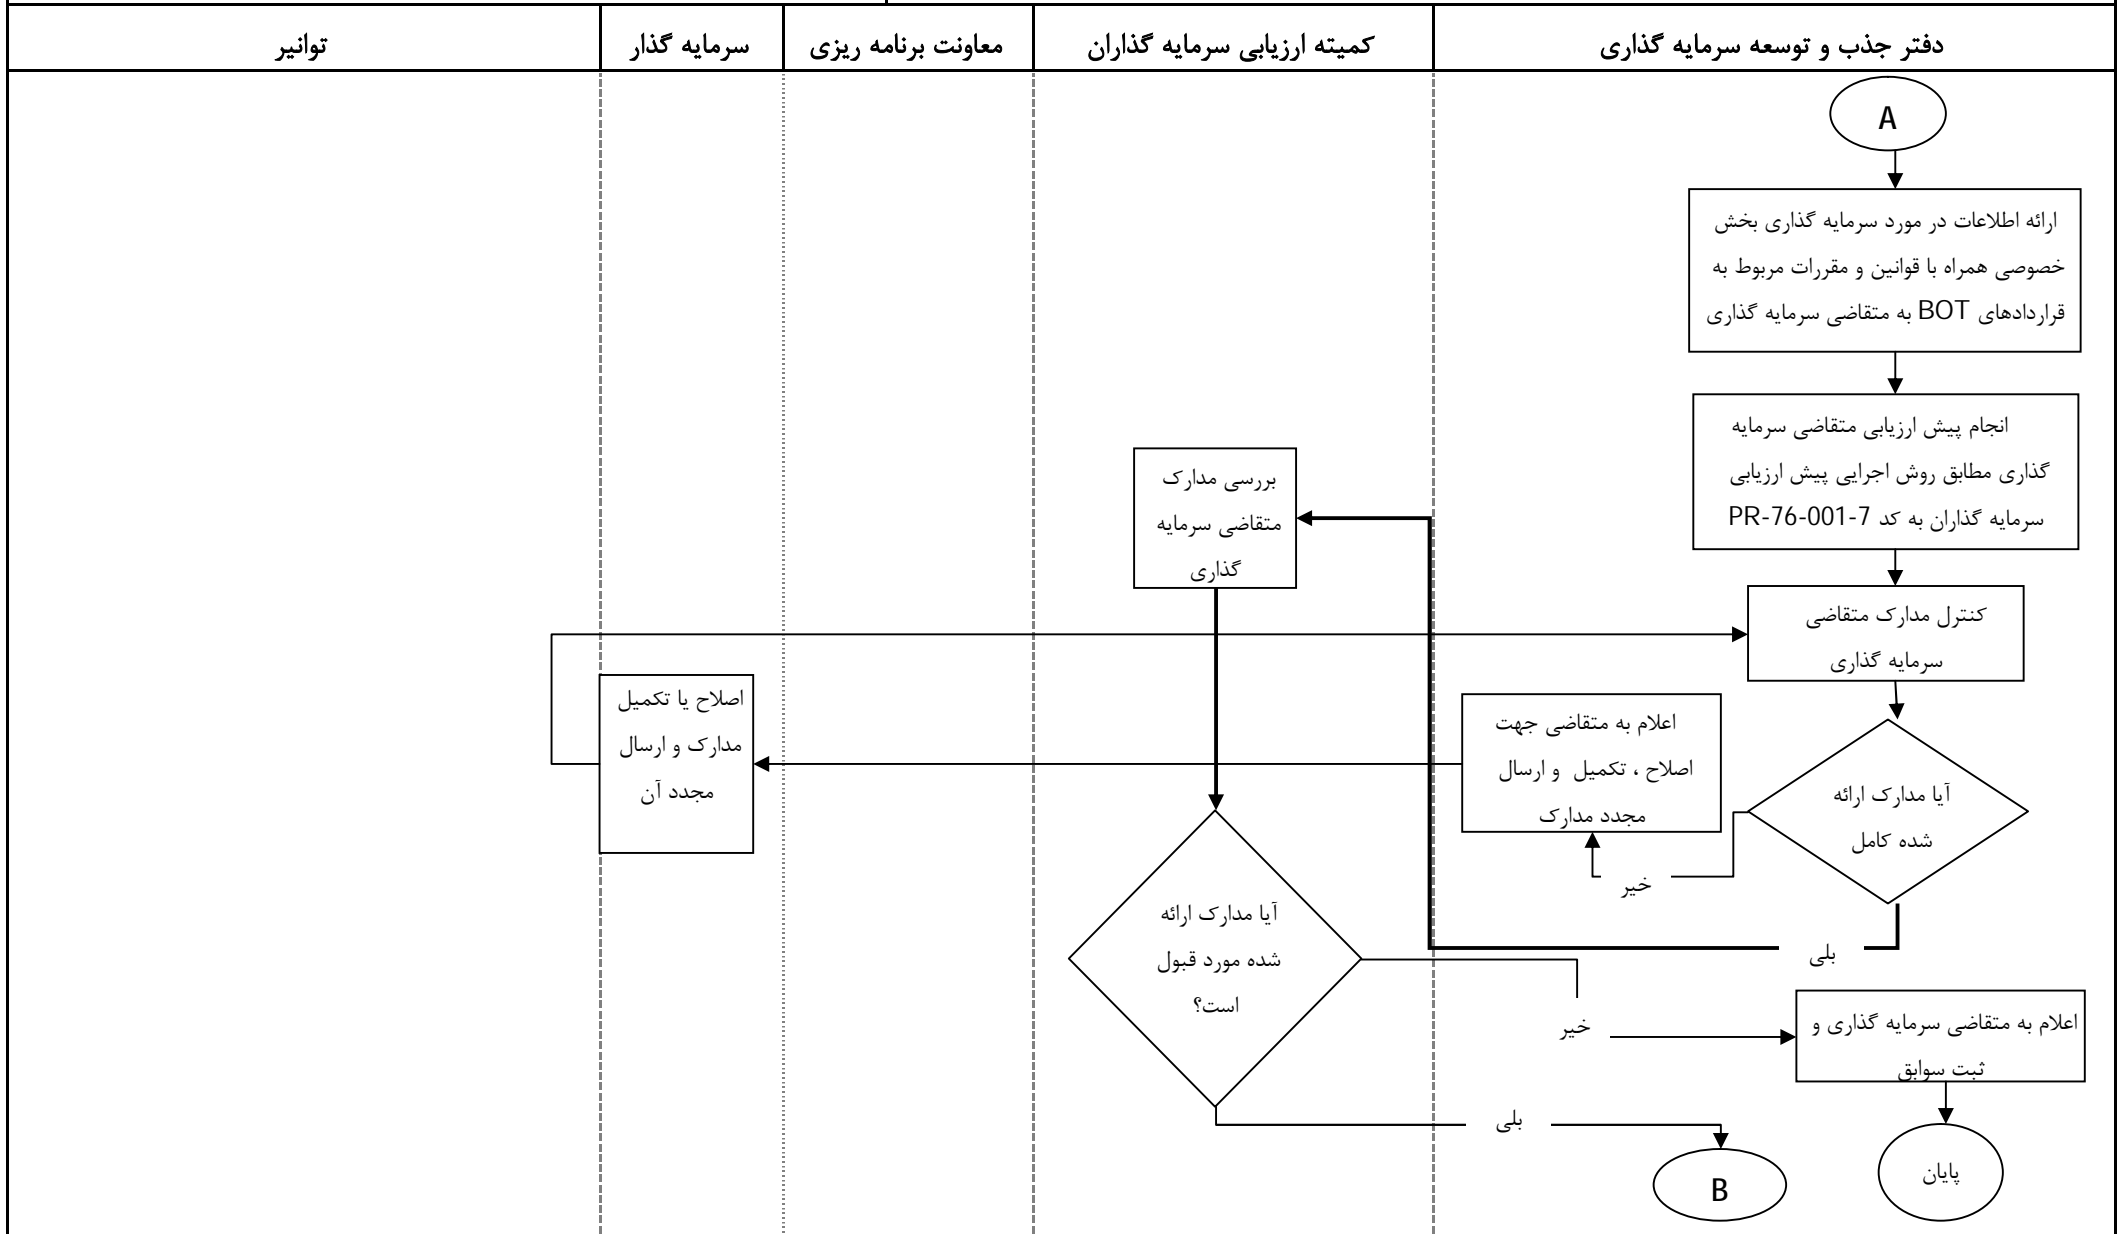 دفتر جذب و توسعه سرمایه گذاری
کمیته ارزیابی سرمایه گذاران
معاونت برنامه ریزی
سرمایه گذار
توانیر
A
ارائه اطلاعات در مورد سرمایه گذاری بخش
خصوصی همراه با قوانین و مقررات مربوط به
قراردادهای BOT به متقاضی سرمایه گذاری
انجام پیش ارزیابی متقاضی سرمایه
گذاری مطابق روش اجرایی پیش ارزیابی
سرمایه گذاران به کد PR-76-001-7
کنترل مدارک متقاضی
سرمایه گذاری
آیا مدارک ارائه
شده کامل
خیر
اعلام به متقاضی جهت
اصلاح ، تکمیل و ارسال
مجدد مدارک
اصلاح یا تکمیل
مدارک و ارسال
مجدد آن
بلی
بررسی مدارک
متقاضی سرمایه
گذاری
آیا مدارک ارائه
شده مورد قبول
است؟
خیر
اعلام به متقاضی سرمایه گذاری و
ثبت سوابق
پایان
بلی
B